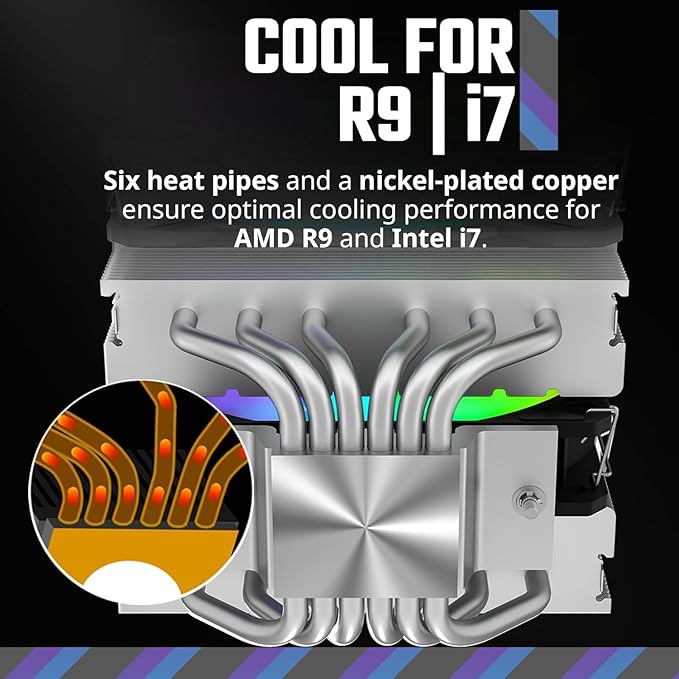 COOL FOR
R9 | i7
Six heat pipes and a nickel-plated copper
ensure optimal cooling performance for
AMD R9 and Intel i7.